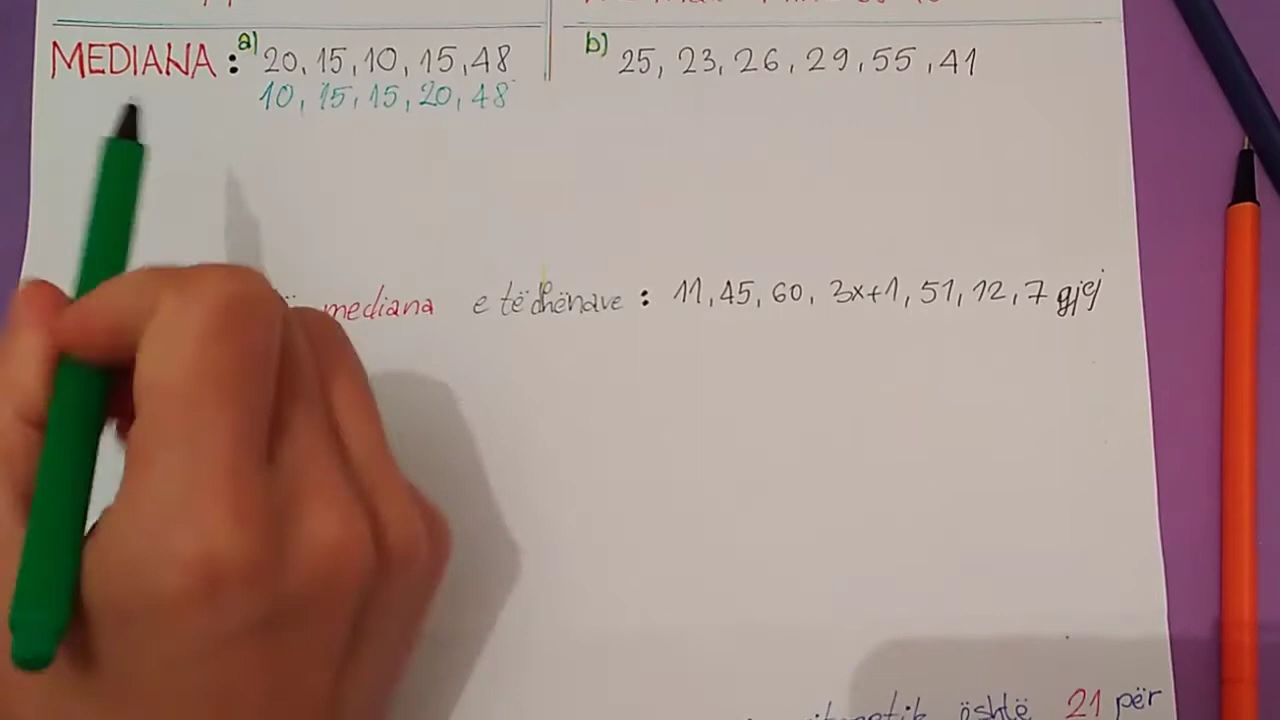 MEDIANA : a) 20, 15, 10, 15, 48
10, 15, 15, 20, 48
b) 25, 23, 26, 29, 55, 41
mediana e të dhënave : 11, 45, 60, 3x+1, 51, 12, 7 gjej
është 21 për